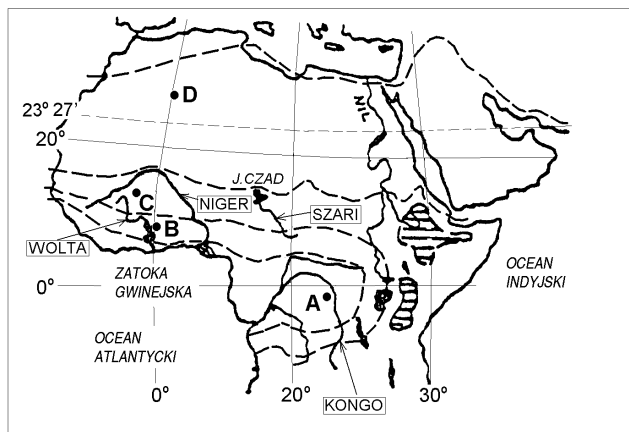 D
NIL
23° 27'
20°
J. CZAD
C
NIGER
SZARI
B
WOLTA
ZATOKA
GWINEJSKA
OCEAN
INDYJSKI
0°
A
OCEAN
ATLANTYCKI
0°
20°
30°
KONGO